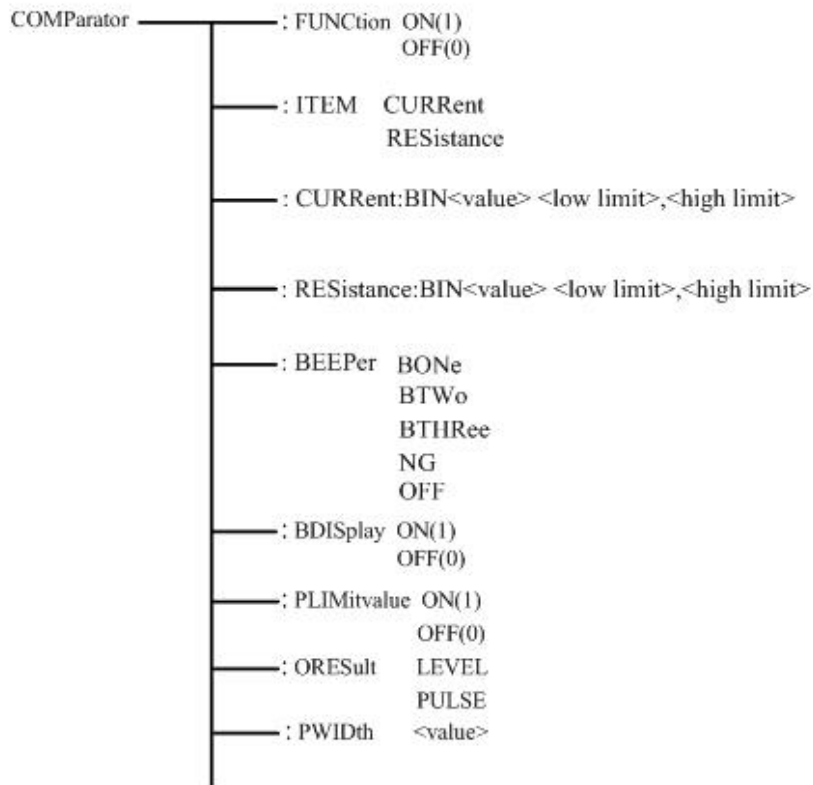 COMParator : FUNCtion ON(1)
OFF(0)
: ITEM CURRent
RESistance
: CURRent:BIN<value> <low limit>,<high limit>
: RESistance:BIN<value> <low limit>,<high limit>
: BEEPer BONe
BTWo
BTHRee
NG
OFF
: BDISplay ON(1)
OFF(0)
: PLIMitvalue ON(1)
OFF(0)
: ORESult LEVEL
PULSE
: PWIDth <value>